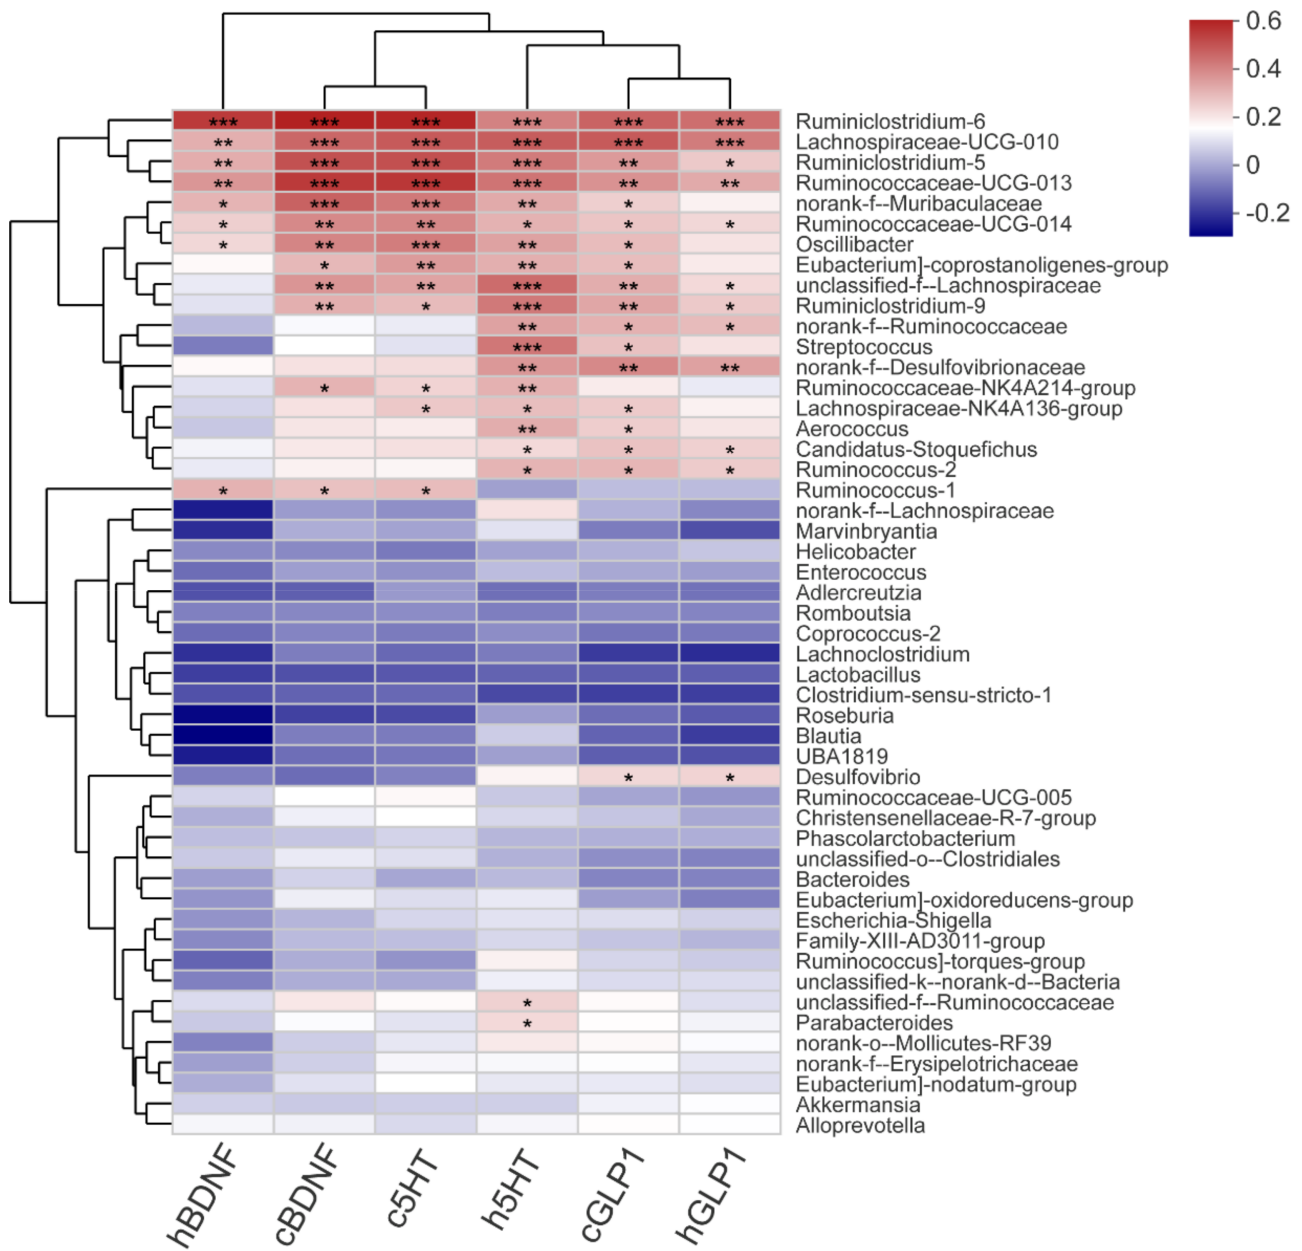 0.6
0.4
0.2
0
-0.2
*** *** *** *** *** *** Ruminiclostridium-6
** *** *** *** *** *** Lachnospiraceae-UCG-010
** *** *** *** ** * Ruminiclostridium-5
** *** *** *** ** ** Ruminococcaceae-UCG-013
* *** *** ** * norank-f--Muribaculaceae
* ** ** * * * Ruminococcaceae-UCG-014
* ** *** ** * Oscillibacter
* ** ** * Eubacterium]-coprostanoligenes-group
** ** *** ** * unclassified-f--Lachnospiraceae
** * *** ** * Ruminiclostridium-9
** * * norank-f--Ruminococcaceae
*** * Streptococcus
** ** ** norank-f--Desulfovibrionaceae
* * ** Ruminococcaceae-NK4A214-group
* * * Lachnospiraceae-NK4A136-group
** * Aerococcus
* * * Candidatus-Stoquefichus
* * * Ruminococcus-2
* * * Ruminococcus-1
norank-f--Lachnospiraceae
Marvinbryantia
Helicobacter
Enterococcus
Adlercreutzia
Romboutsia
Coprococcus-2
Lachnoclostridium
Lactobacillus
Clostridium-sensu-stricto-1
Roseburia
Blautia
UBA1819
* * Desulfovibrio
Ruminococcaceae-UCG-005
Christensenellaceae-R-7-group
Phascolarctobacterium
unclassified-o--Clostridiales
Bacteroides
Eubacterium]-oxidoreducens-group
Escherichia-Shigella
Family-XIII-AD3011-group
Ruminococcus]-torques-group
unclassified-k--norank-d--Bacteria
* unclassified-f--Ruminococcaceae
* Parabacteroides
norank-o--Mollicutes-RF39
norank-f--Erysipelotrichaceae
Eubacterium]-nodatum-group
Akkermansia
Alloprevotella
hBDNF
cBDNF
c5HT
h5HT
cGLP1
hGLP1